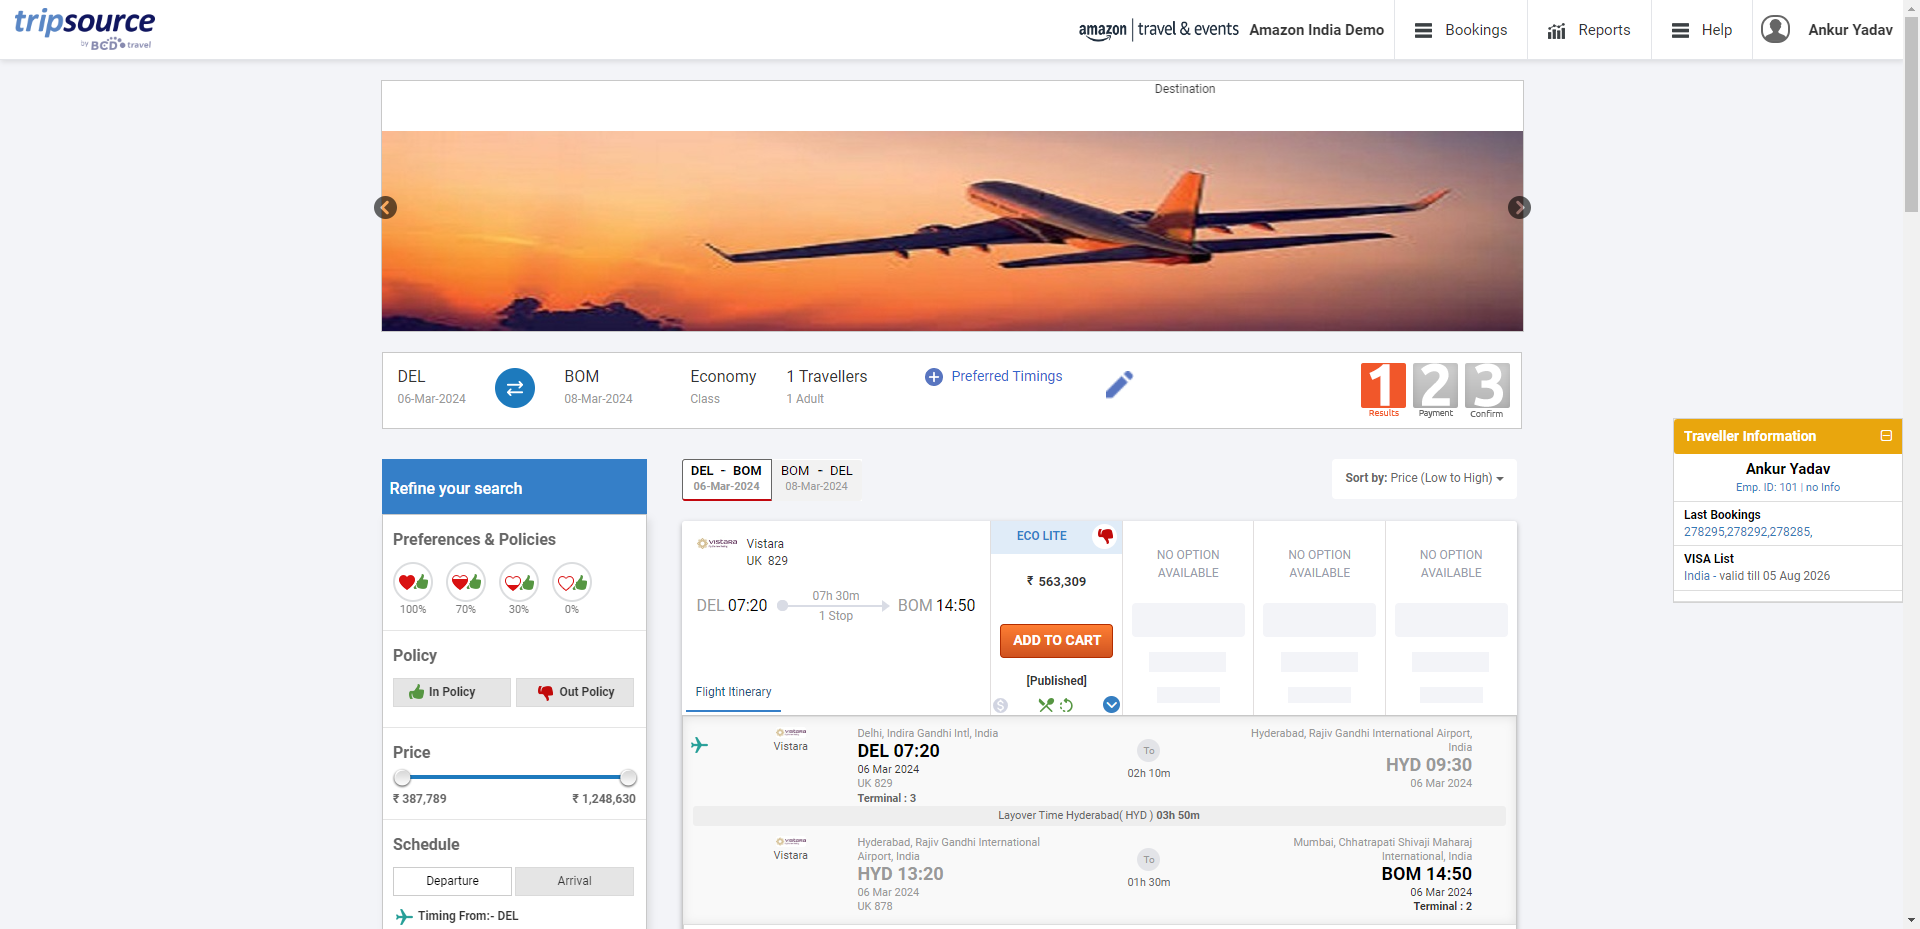 tripsource
by BCD travel
amazon | travel & events
Amazon India Demo
Bookings
Reports
Help
Ankur Yadav
Destination
DEL
06-Mar-2024
BOM
08-Mar-2024
Economy
Class
1 Travellers
1 Adult
Preferred Timings
1
Results
2
Payment
3
Confirm
Traveller Information
Ankur Yadav
Emp. ID: 101 | no Info
Last Bookings
278295,278292,278285,
VISA List
India - valid till 05 Aug 2026
Refine your search
Preferences & Policies
100%
70%
30%
0%
Policy
In Policy
Out Policy
Price
₹ 387,789
₹ 1,248,630
Schedule
Departure
Arrival
Timing From:- DEL
DEL - BOM
06-Mar-2024
BOM - DEL
08-Mar-2024
Sort by: Price (Low to High)
VISTARA
Vistara
UK 829
DEL 07:20
07h 30m
1 Stop
BOM 14:50
Flight Itinerary
ECO LITE
₹ 563,309
ADD TO CART
[Published]
NO OPTION
AVAILABLE
NO OPTION
AVAILABLE
NO OPTION
AVAILABLE
Vistara
Delhi, Indira Gandhi Intl, India
DEL 07:20
06 Mar 2024
UK 829
Terminal : 3
To
02h 10m
Hyderabad, Rajiv Gandhi International Airport,
India
HYD 09:30
06 Mar 2024
Layover Time Hyderabad( HYD ) 03h 50m
Vistara
Hyderabad, Rajiv Gandhi International
Airport, India
HYD 13:20
06 Mar 2024
UK 878
To
01h 30m
Mumbai, Chhatrapati Shivaji Maharaj
International, India
BOM 14:50
06 Mar 2024
Terminal : 2